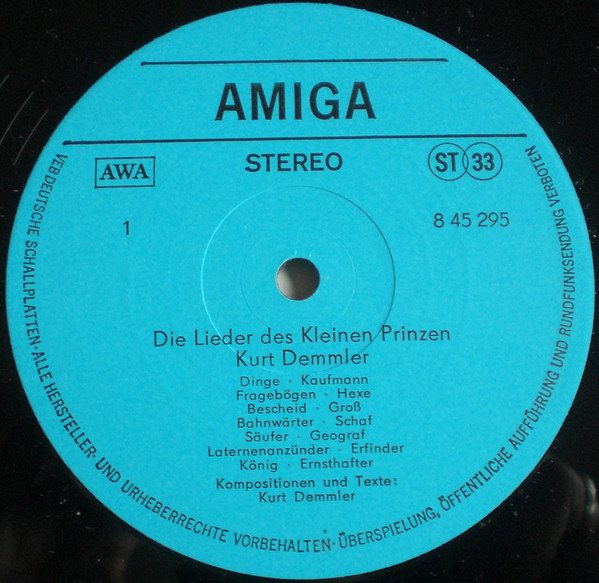 AMIGA
AWA
STEREO
ST 33
1
8 45 295
Die Lieder des Kleinen Prinzen
Kurt Demmler
Dinge · Kaufmann
Fragebögen · Hexe
Bescheid · Groß
Bahnwärter · Schaf
Säufer · Geograf
Laternenanzünder · Erfinder
König · Ernsthafter
Kompositionen und Texte:
Kurt Demmler
VEB DEUTSCHE SCHALLPLATTEN · ALLE HERSTELLER- UND URHEBERRECHTE VORBEHALTEN · ÜBERSPIELUNG, ÖFFENTLICHE AUFFÜHRUNG UND RUNDFUNKSENDUNG VERBOTEN